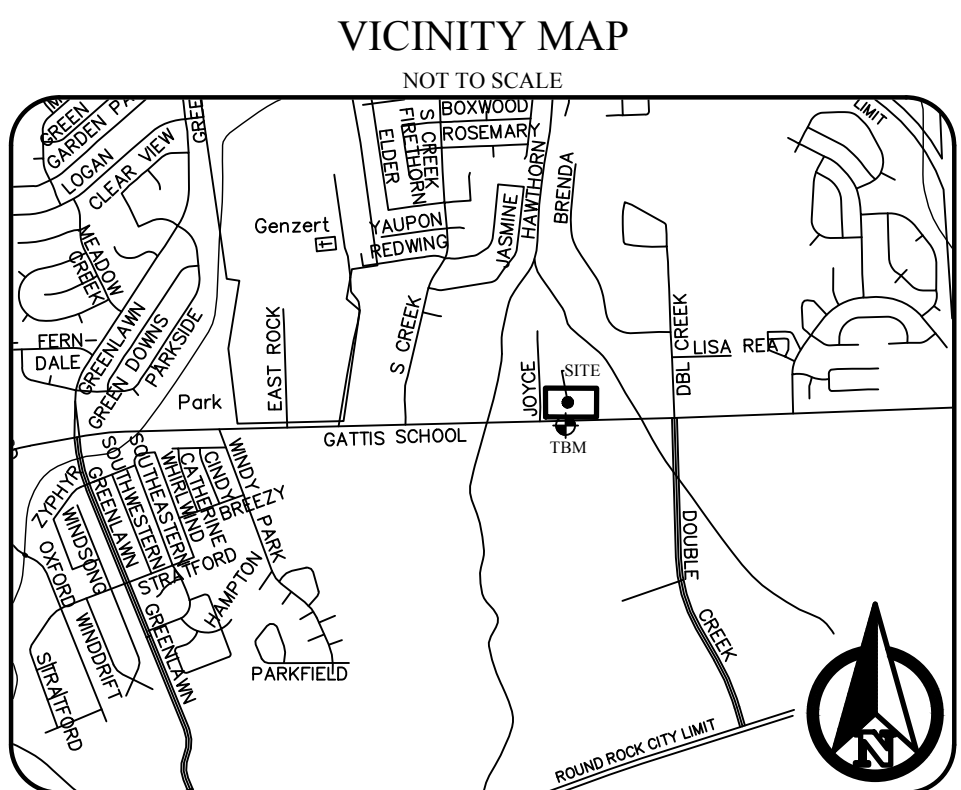 VICINITY MAP
NOT TO SCALE
GREEN
GARDEN
LOGAN
CLEAR VIEW
GREE
ELDER
FIRETHORN
S CREEK
BOXWOOD
ROSEMARY
HAWTHORN
BRENDA
JASMINE
LIMIT
Genzert
YAUPON
REDWING
MEADOW
CREEK
GREENLAWN
GREEN DOWNS
PARKSIDE
FERN-
DALE
Park
EAST ROCK
S CREEK
JOYCE
SITE
DBL CREEK
LISA REA
GATTIS SCHOOL
TBM
ZYPHYR
WINDSONG
OXFORD
GREENLAWN
SOUTHWESTERN
SOUTHEASTERN
WHIRLWIND
CATHERINE
CINDY
WINDY
PARK
BREEZY
STRATFORD
HAMPTON
GREENLAWN
WINDDRIFT
STRATFORD
PARKFIELD
DOUBLE
CREEK
ROUND ROCK CITY LIMIT
N